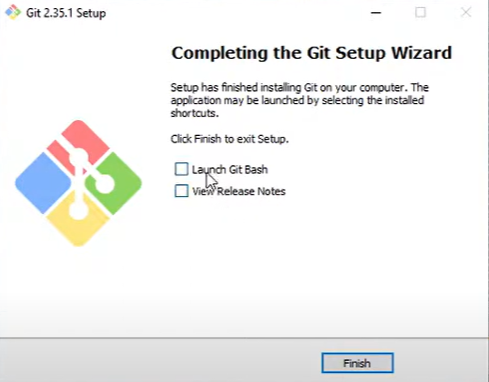 Git 2.35.1 Setup
Completing the Git Setup Wizard
Setup has finished installing Git on your computer. The
application may be launched by selecting the installed
shortcuts.
Click Finish to exit Setup.
Launch Git Bash
View Release Notes
Finish